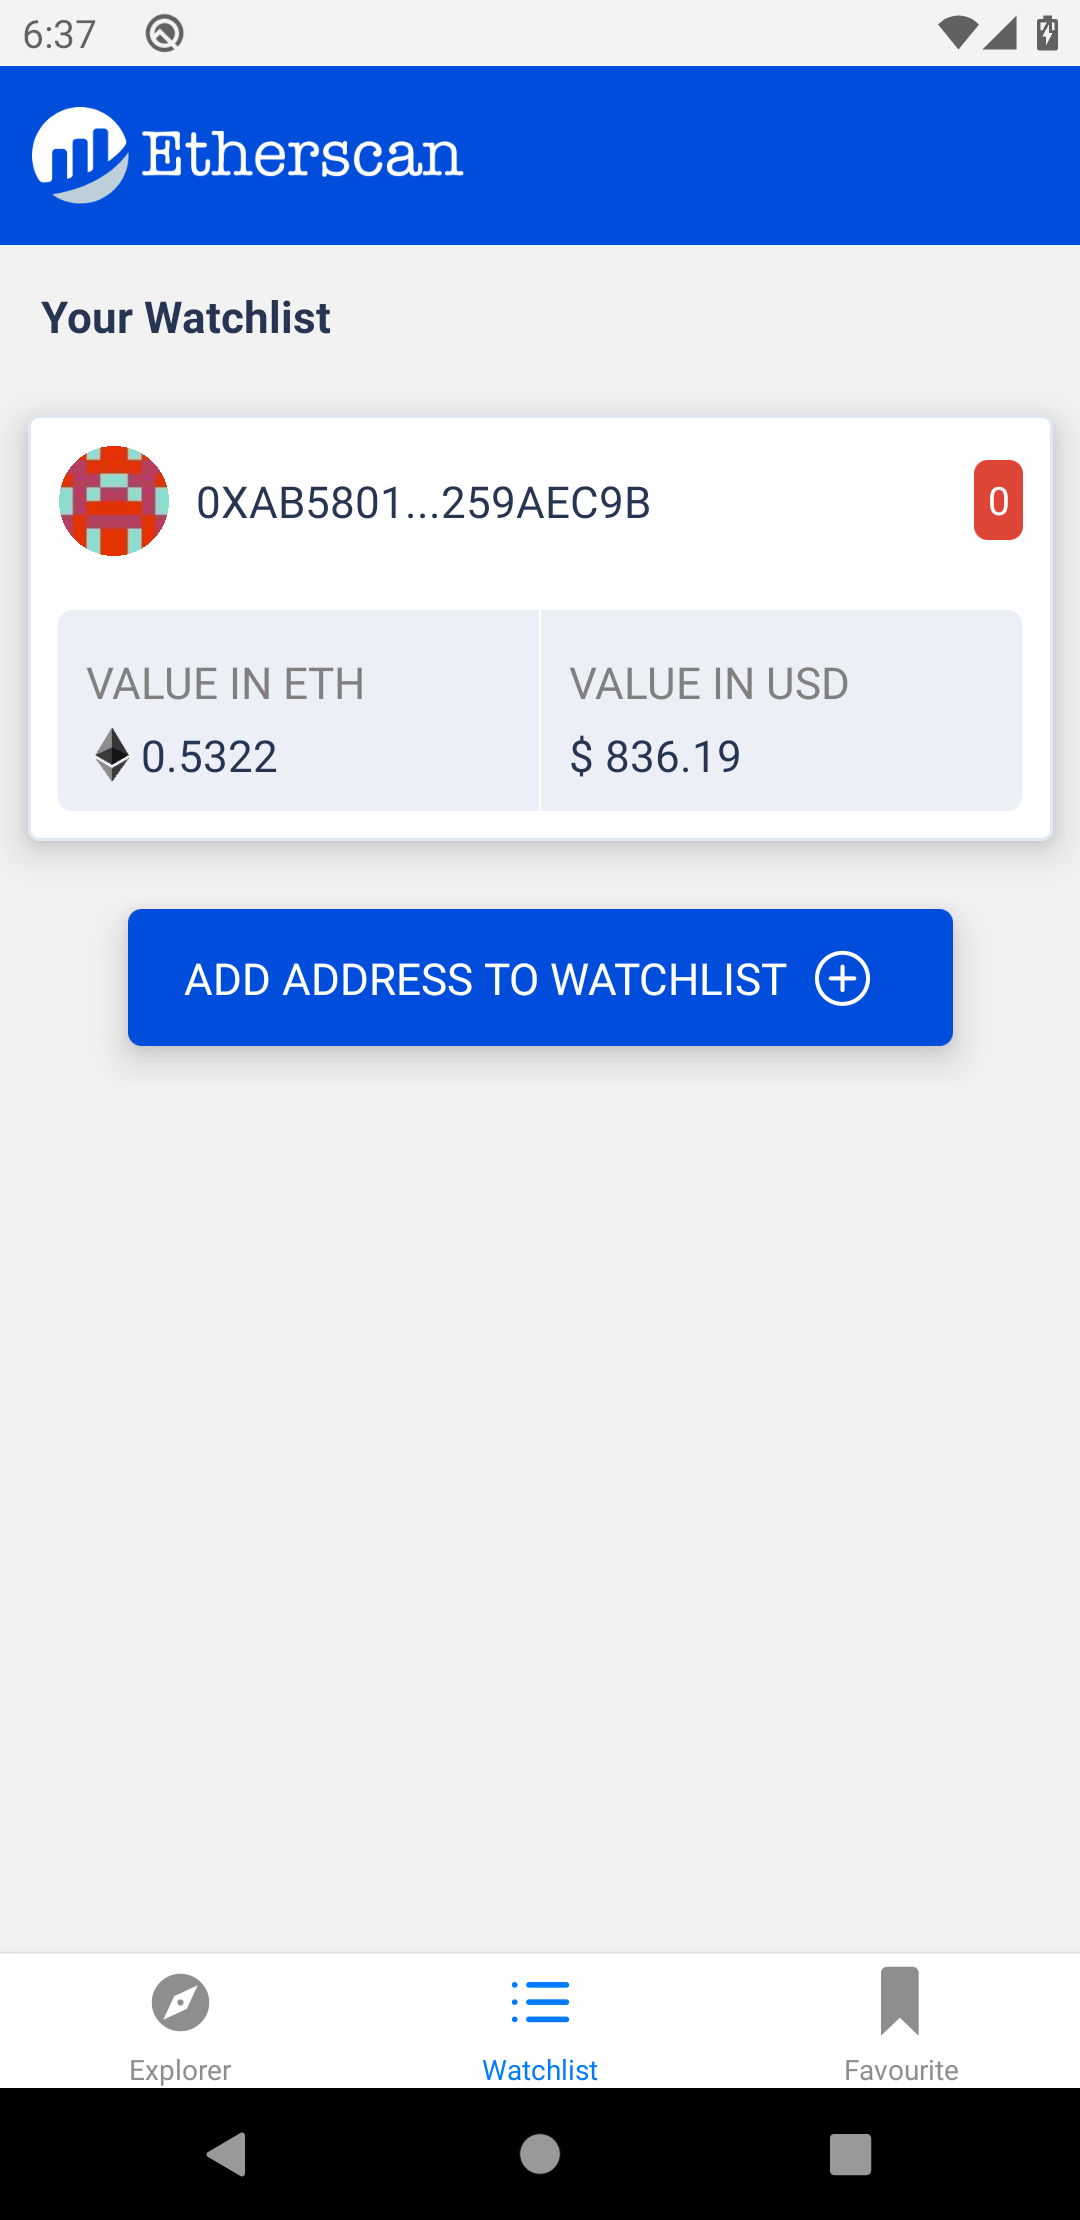 6:37
Etherscan
Your Watchlist
0XAB5801...259AEC9B
0
VALUE IN ETH
VALUE IN USD
0.5322
$ 836.19
ADD ADDRESS TO WATCHLIST
Explorer
Watchlist
Favourite